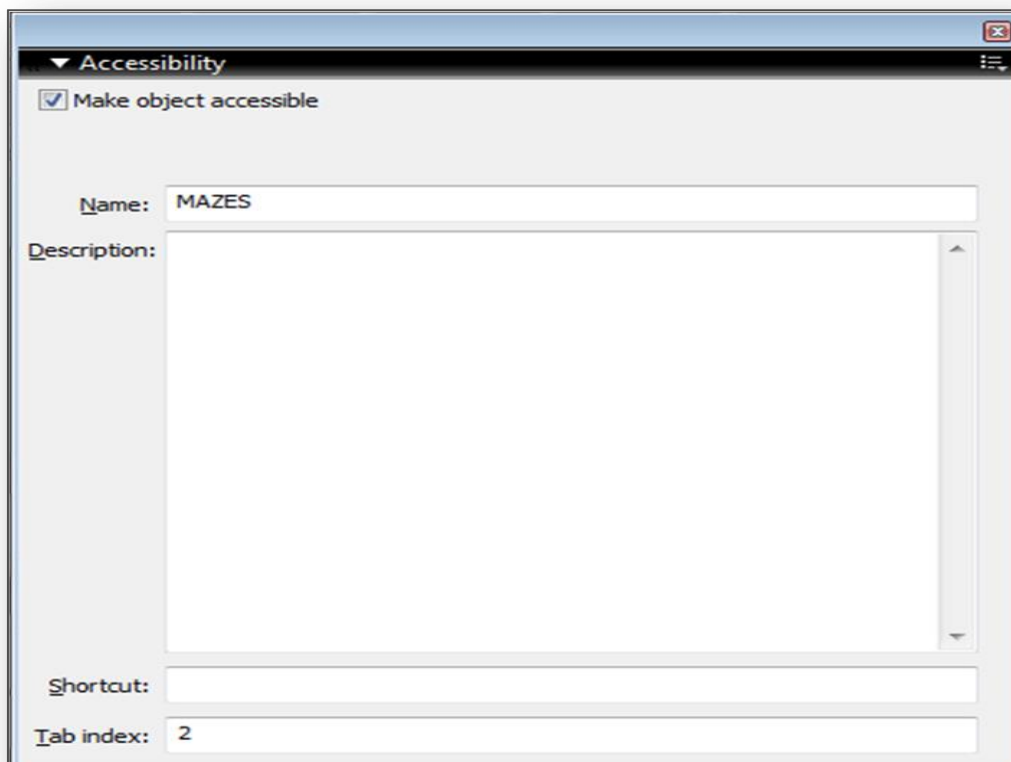 Accessibility
Make object accessible
Name: MAZES
Description:
Shortcut:
Tab index: 2